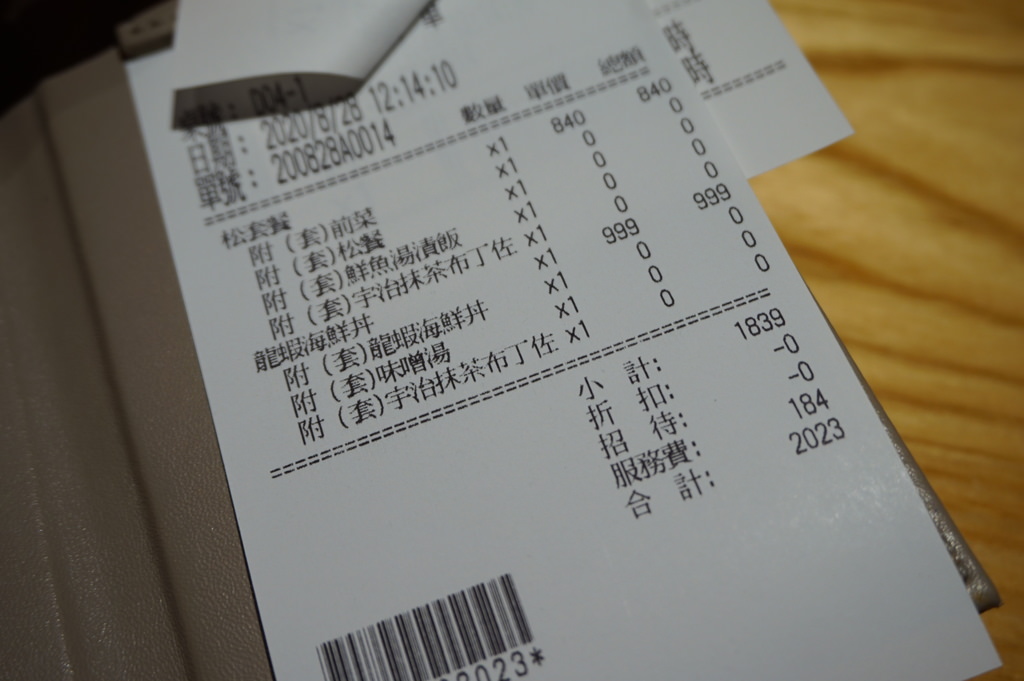 單
時
時
桌號： D04-1
日期： 2020/8/28 12:14:10
單號： 200828A0014
數量 單價 總額
松套餐 x1 840 840
附 (套)前菜 x1 0 0
附 (套)松餐 x1 0 0
附 (套)鮮魚湯漬飯 x1 0 0
附 (套)宇治抹茶布丁佐 x1 0 0
龍蝦海鮮丼 x1 999 999
附 (套)龍蝦海鮮丼 x1 0 0
附 (套)味噌湯 x1 0 0
附 (套)宇治抹茶布丁佐 x1 0 0
小 計: 1839
折 扣: -0
招 待: -0
服務費: 184
合 計: 2023
2023*